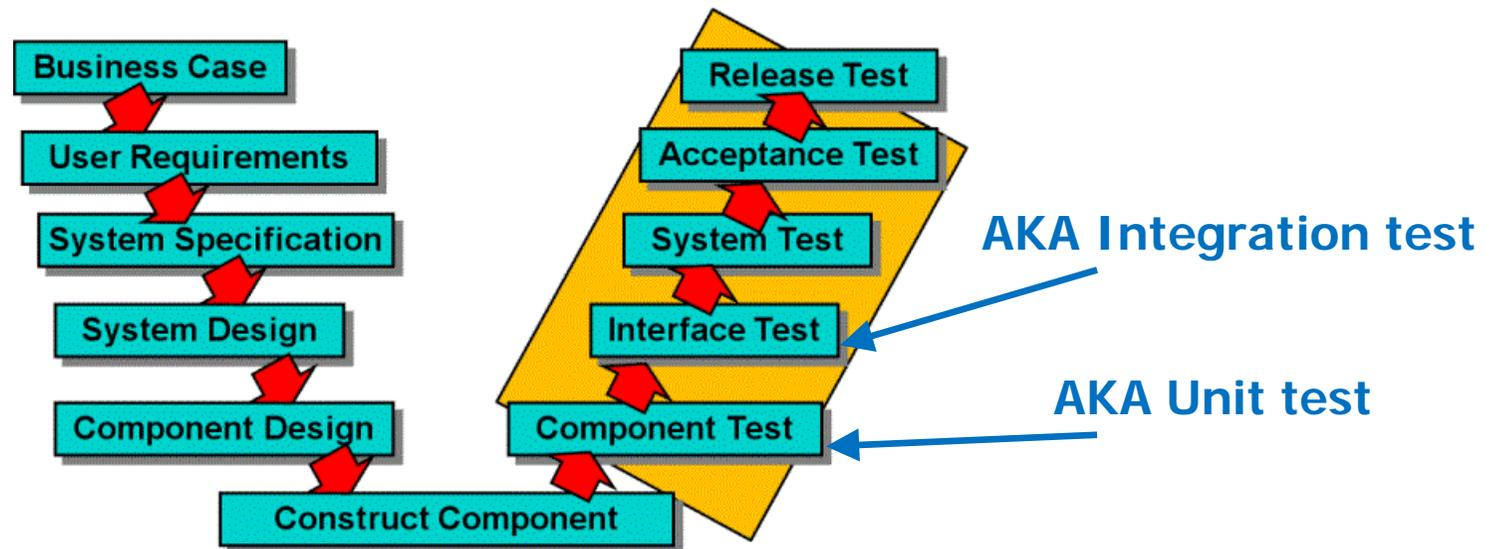 Business Case
User Requirements
System Specification
System Design
Component Design
Construct Component
Release Test
Acceptance Test
System Test
Interface Test
Component Test
AKA Integration test
AKA Unit test